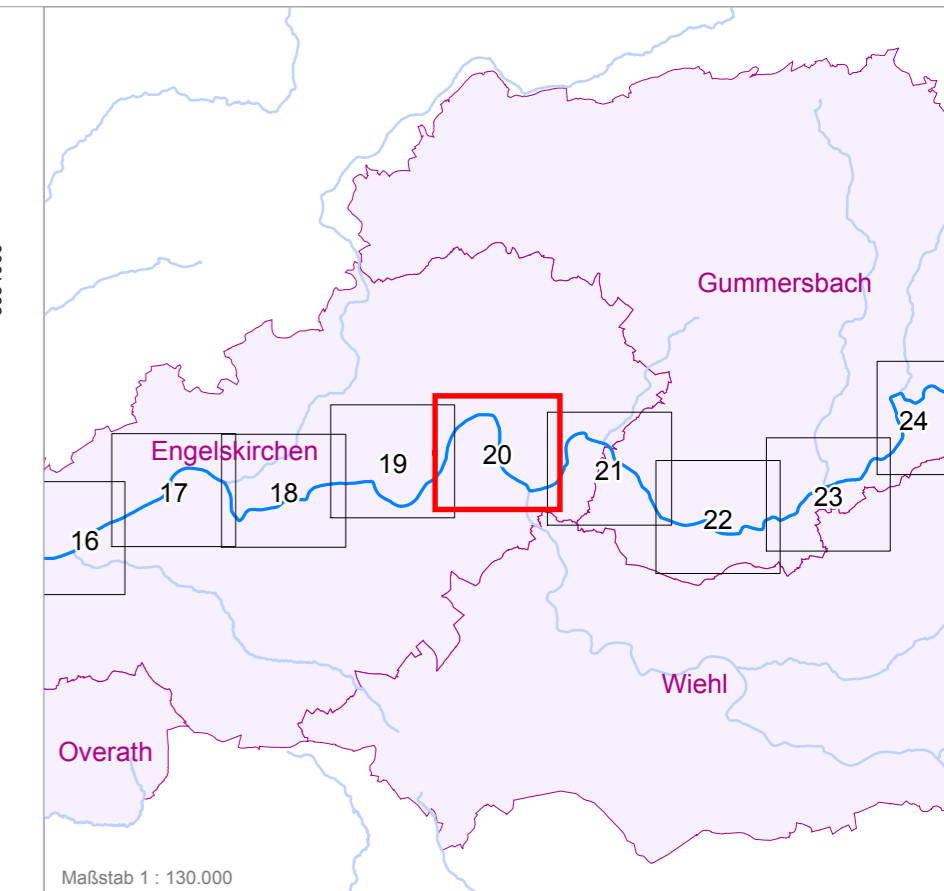 Gummersbach
24
Engelskirchen
19
20
21
17
18
23
22
16
Wiehl
Overath
Maßstab 1 : 130.000